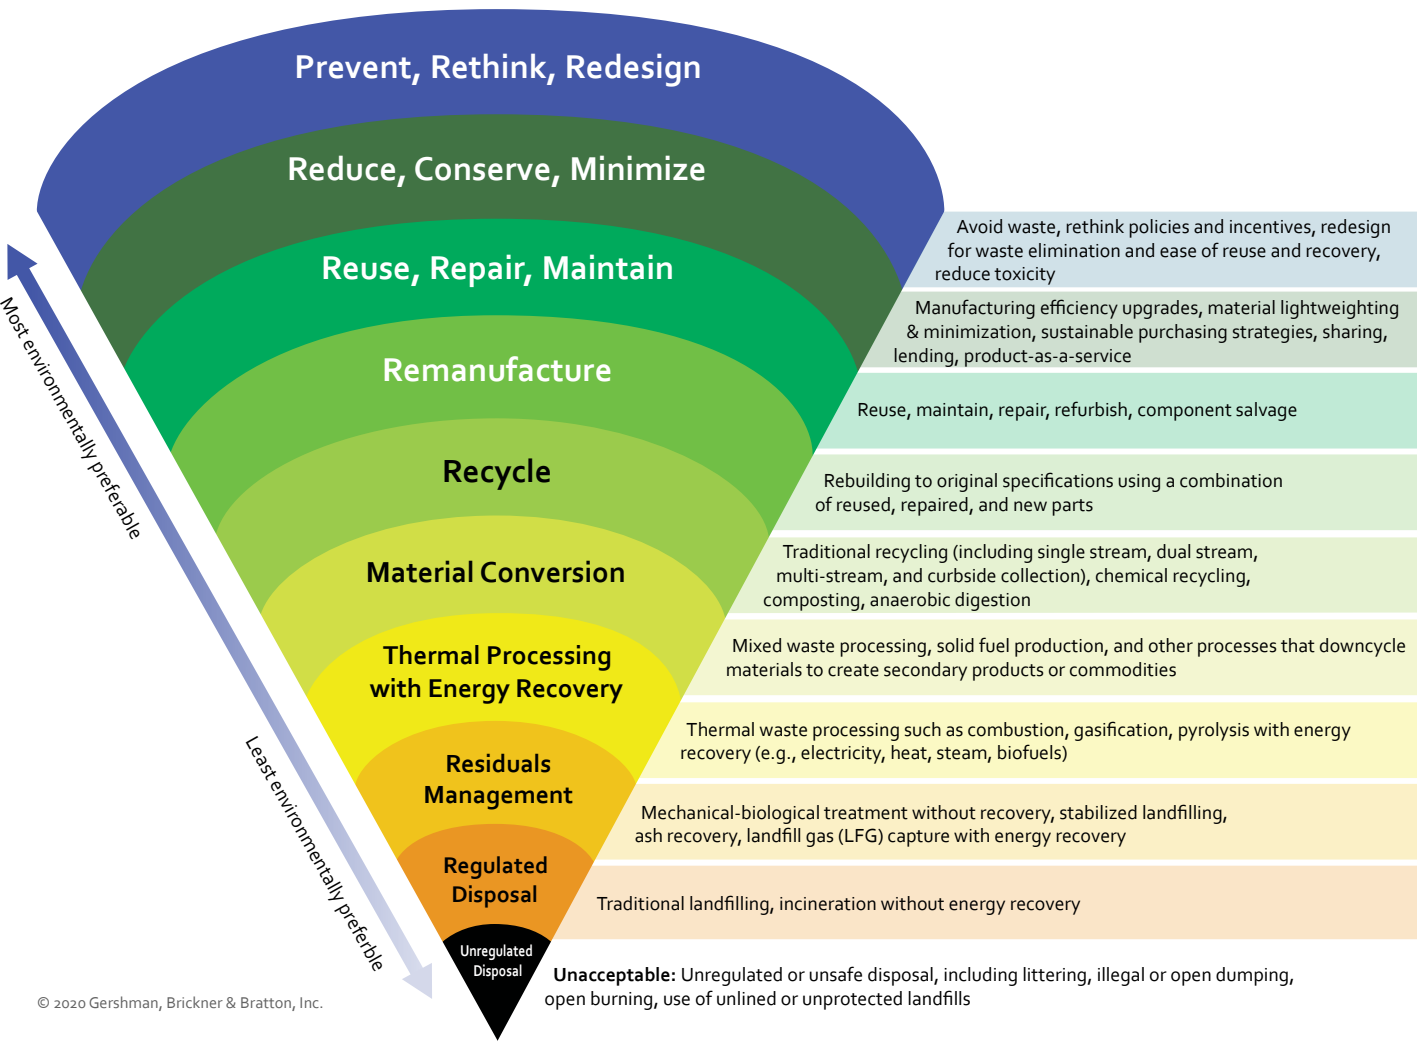 Prevent, Rethink, Redesign
Reduce, Conserve, Minimize
Reuse, Repair, Maintain
Remanufacture
Recycle
Material Conversion
Thermal Processing
with Energy Recovery
Residuals
Management
Regulated
Disposal
Unregulated
Disposal
Avoid waste, rethink policies and incentives, redesign
for waste elimination and ease of reuse and recovery,
reduce toxicity
Manufacturing efficiency upgrades, material lightweighting
& minimization, sustainable purchasing strategies, sharing,
lending, product-as-a-service
Reuse, maintain, repair, refurbish, component salvage
Rebuilding to original specifications using a combination
of reused, repaired, and new parts
Traditional recycling (including single stream, dual stream,
multi-stream, and curbside collection), chemical recycling,
composting, anaerobic digestion
Mixed waste processing, solid fuel production, and other processes that downcycle
materials to create secondary products or commodities
Thermal waste processing such as combustion, gasification, pyrolysis with energy
recovery (e.g., electricity, heat, steam, biofuels)
Mechanical-biological treatment without recovery, stabilized landfilling,
ash recovery, landfill gas (LFG) capture with energy recovery
Traditional landfilling, incineration without energy recovery
Unacceptable: Unregulated or unsafe disposal, including littering, illegal or open dumping,
open burning, use of unlined or unprotected landfills
Most environmentally preferable
Least environmentally preferble
© 2020 Gershman, Brickner & Bratton, Inc.